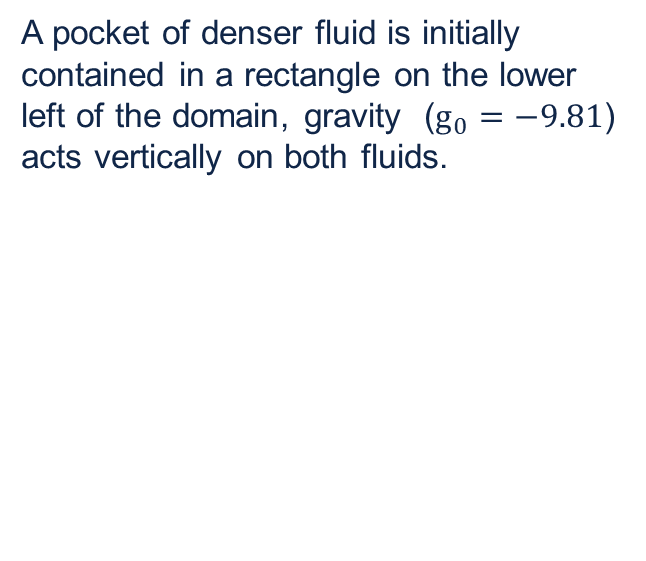 A pocket of denser fluid is initially
contained in a rectangle on the lower
left of the domain, gravity (g₀ = −9.81)
acts vertically on both fluids.